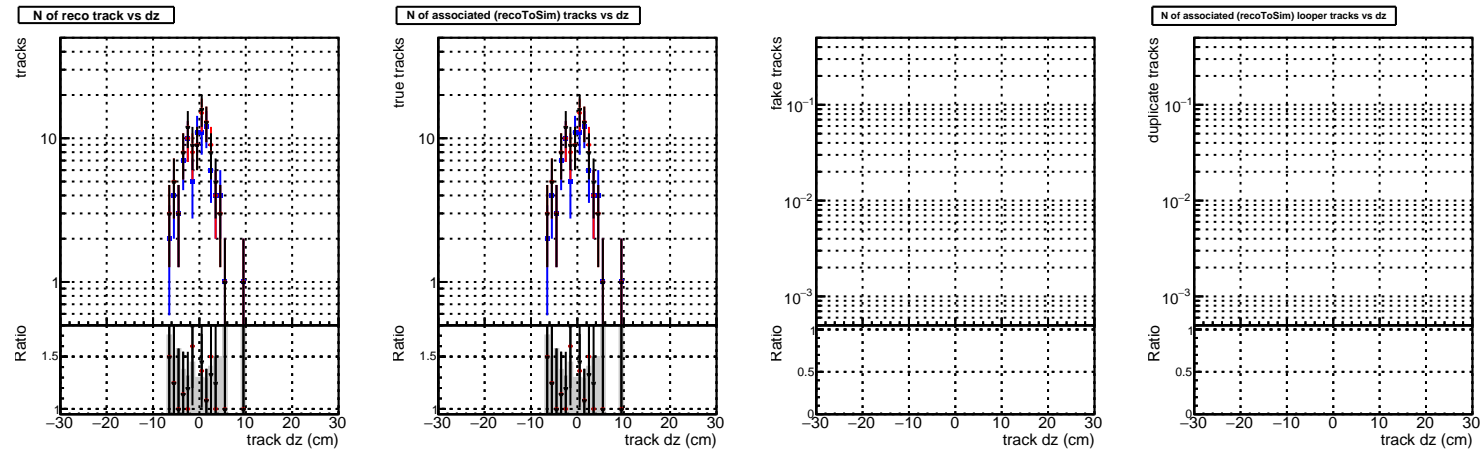 N of reco track vs dz
tracks
10
1
Ratio
1.5
1
−30 −20 −10 0 10 20 30
track dz (cm)
N of associated (recoToSim) tracks vs dz
true tracks
10
1
Ratio
1.5
1
−30 −20 −10 0 10 20 30
track dz (cm)
fake tracks
10−1
10−2
10−3
Ratio
1
0.5
0
−30 −20 −10 0 10 20 30
track dz (cm)
N of associated (recoToSim) looper tracks vs dz
duplicate tracks
10−1
10−2
10−3
Ratio
1
0.5
0
−30 −20 −10 0 10 20 30
track dz (cm)